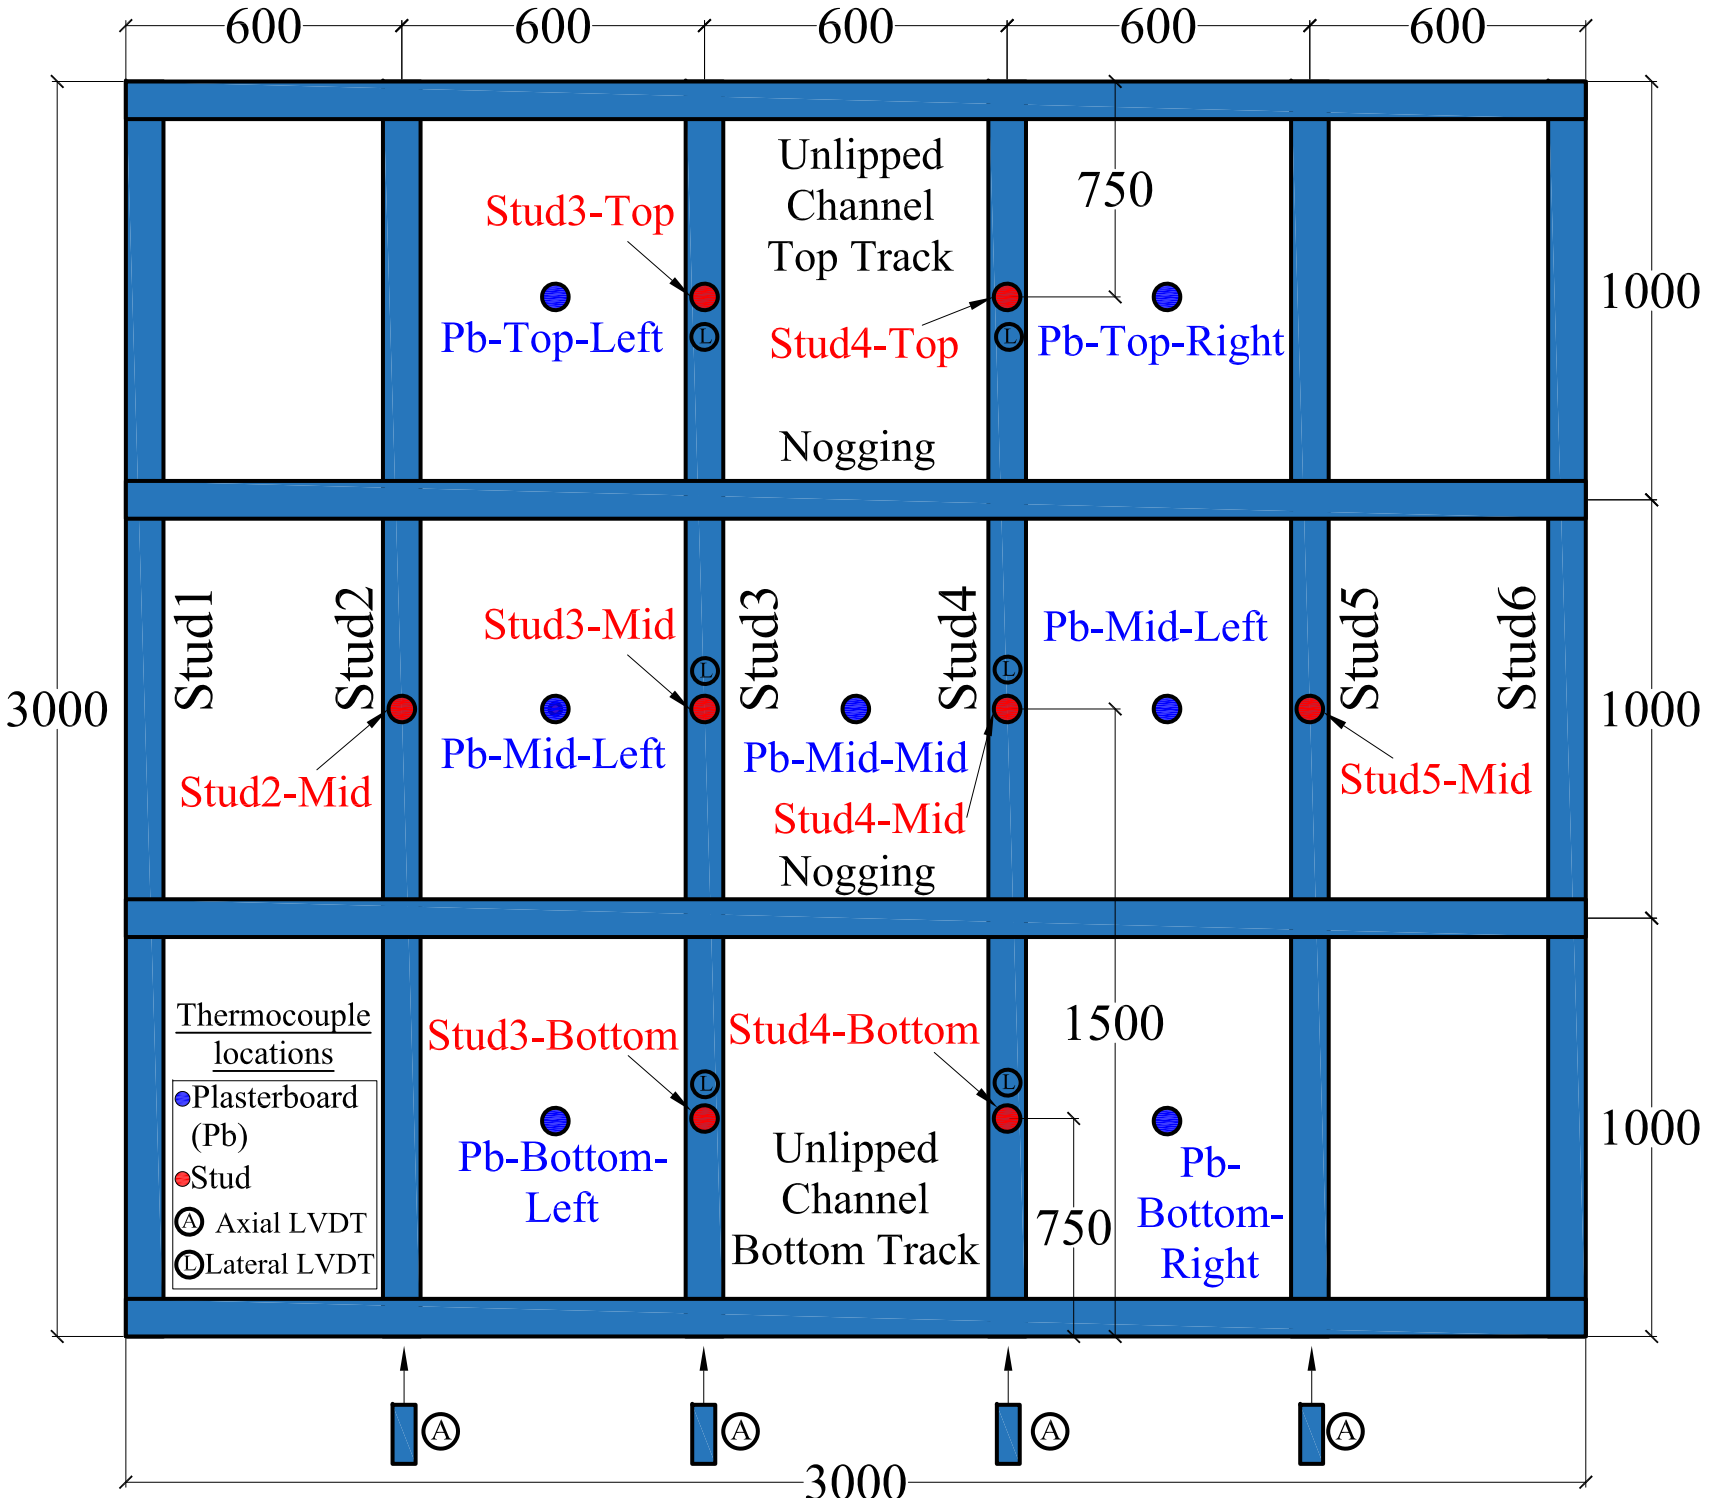 600 600 600 600 600
Unlipped
Channel
Top Track
750
Stud3-Top
1000
Pb-Top-Left
L
Stud4-Top
L
Pb-Top-Right
Nogging
Stud1
Stud2
Stud3-Mid
Stud3
Stud4
Pb-Mid-Left
Stud5
Stud6
L
L
3000
1000
Pb-Mid-Left
Pb-Mid-Mid
Stud2-Mid
Stud5-Mid
Stud4-Mid
Nogging
Thermocouple
locations
Plasterboard
(Pb)
Stud
A Axial LVDT
L Lateral LVDT
Stud3-Bottom
Stud4-Bottom
1500
L
L
1000
Pb-Bottom-
Left
Unlipped
Channel
Bottom Track
750
Pb-
Bottom-
Right
A A A A
3000